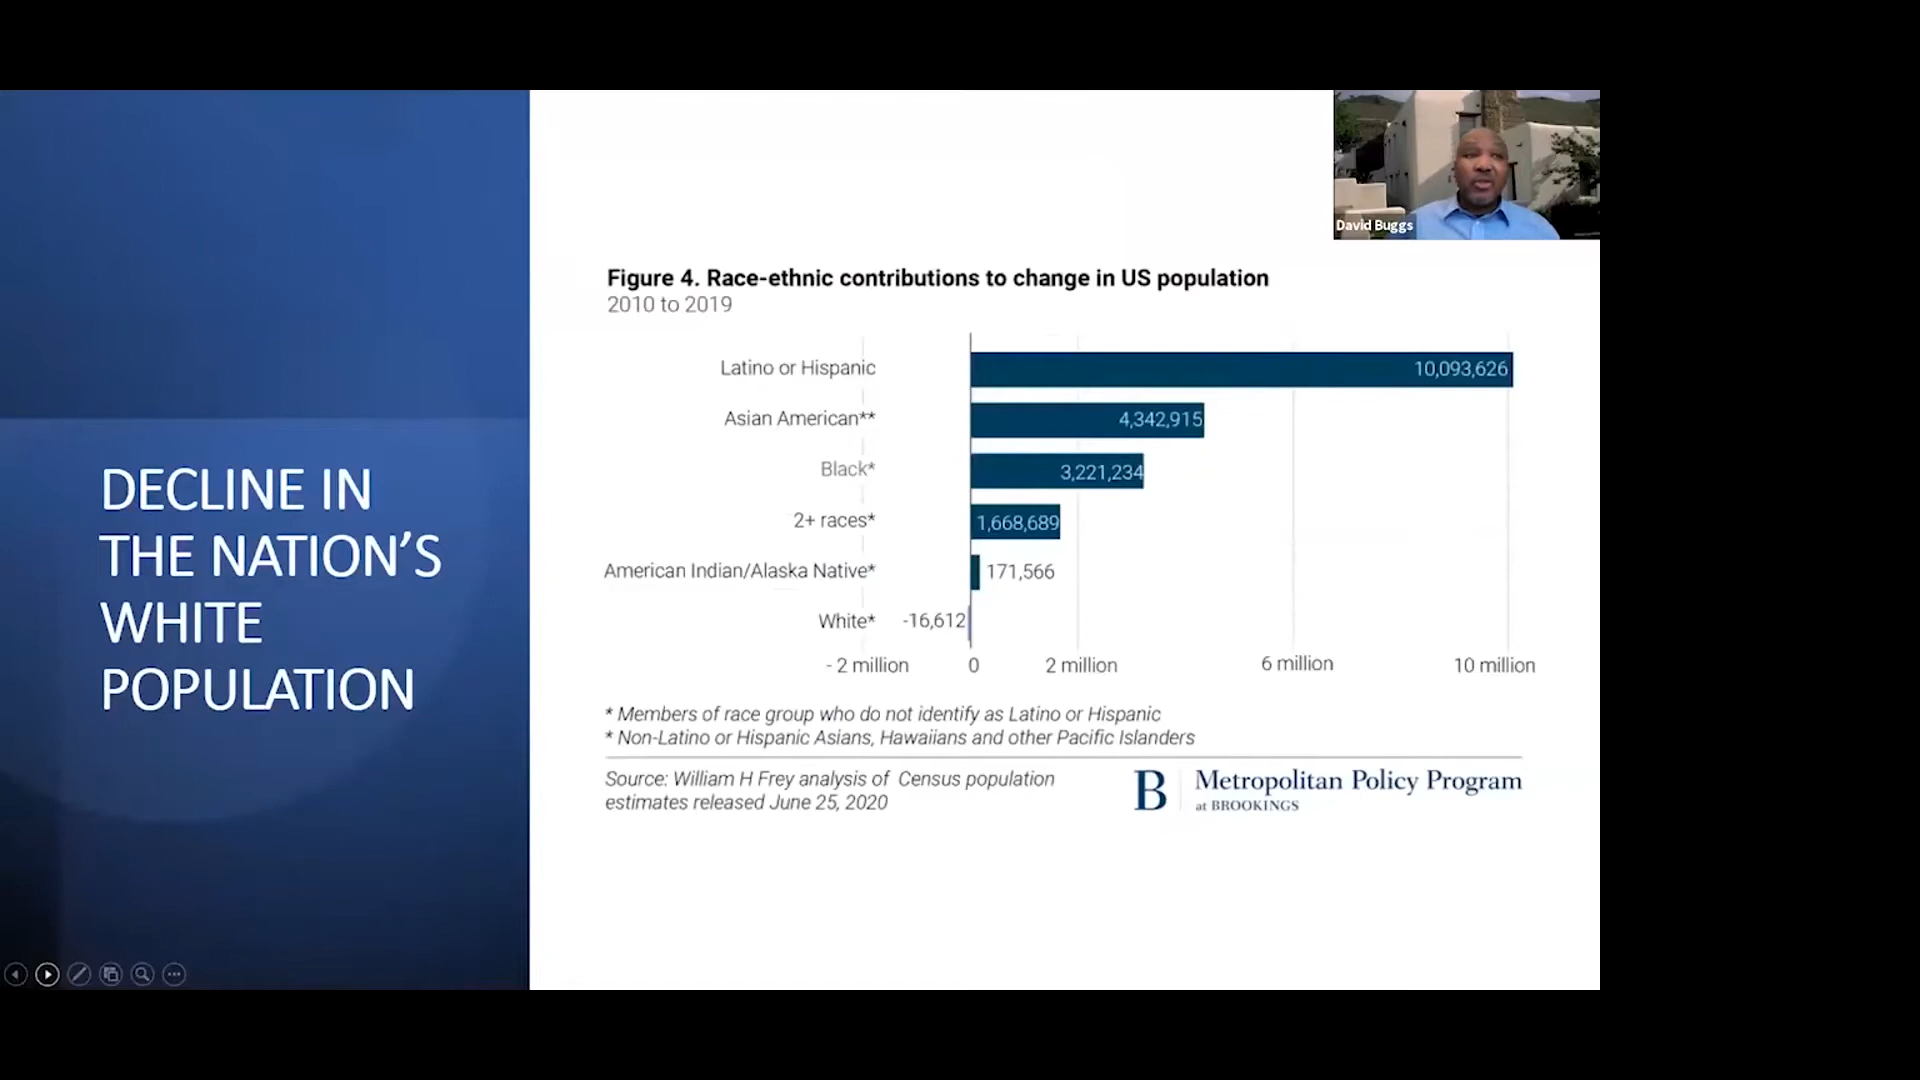 DECLINE IN
THE NATION'S
WHITE
POPULATION
David Buggs
Figure 4. Race-ethnic contributions to change in US population
2010 to 2019
Latino or Hispanic 10,093,626
Asian American** 4,342,915
Black* 3,221,234
2+ races* 1,668,689
American Indian/Alaska Native* 171,566
White* -16,612
- 2 million 0 2 million 6 million 10 million
* Members of race group who do not identify as Latino or Hispanic
* Non-Latino or Hispanic Asians, Hawaiians and other Pacific Islanders
Source: William H Frey analysis of Census population
estimates released June 25, 2020
B Metropolitan Policy Program
at BROOKINGS